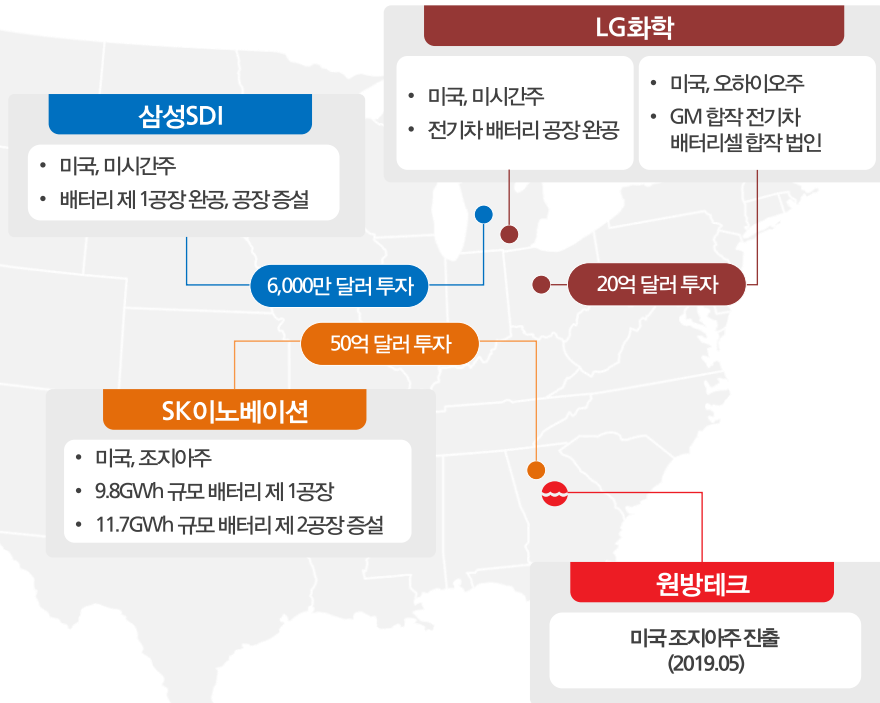 LG화학
• 미국, 미시간주
• 전기차 배터리 공장 완공
• 미국, 오하이오주
• GM 합작 전기차
배터리셀 합작 법인
삼성SDI
• 미국, 미시간주
• 배터리 제 1공장 완공, 공장 증설
6,000만 달러 투자
20억 달러 투자
50억 달러 투자
SK이노베이션
• 미국, 조지아주
• 9.8GWh 규모 배터리 제 1공장
• 11.7GWh 규모 배터리 제 2공장 증설
원방테크
미국 조지아주 진출
(2019.05)